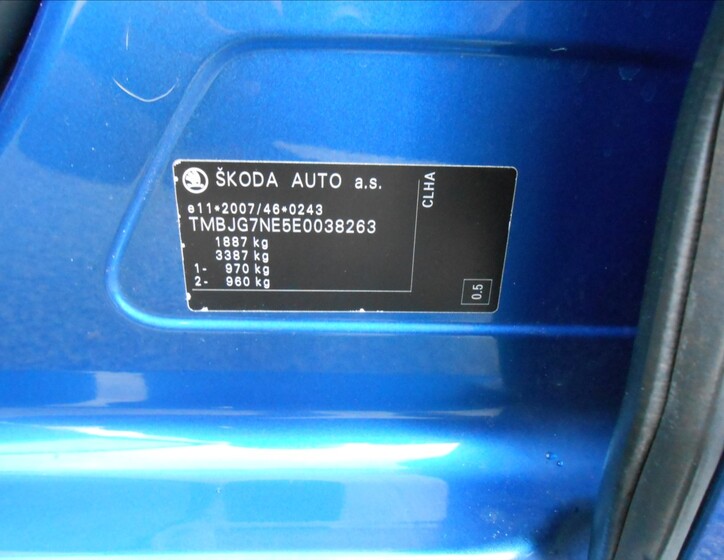 ŠKODA AUTO a.s.
e11*2007/46*0243
TMBJG7NE5E0038263
1887 kg
3387 kg
1- 970 kg
2- 960 kg
CLHA
0.5